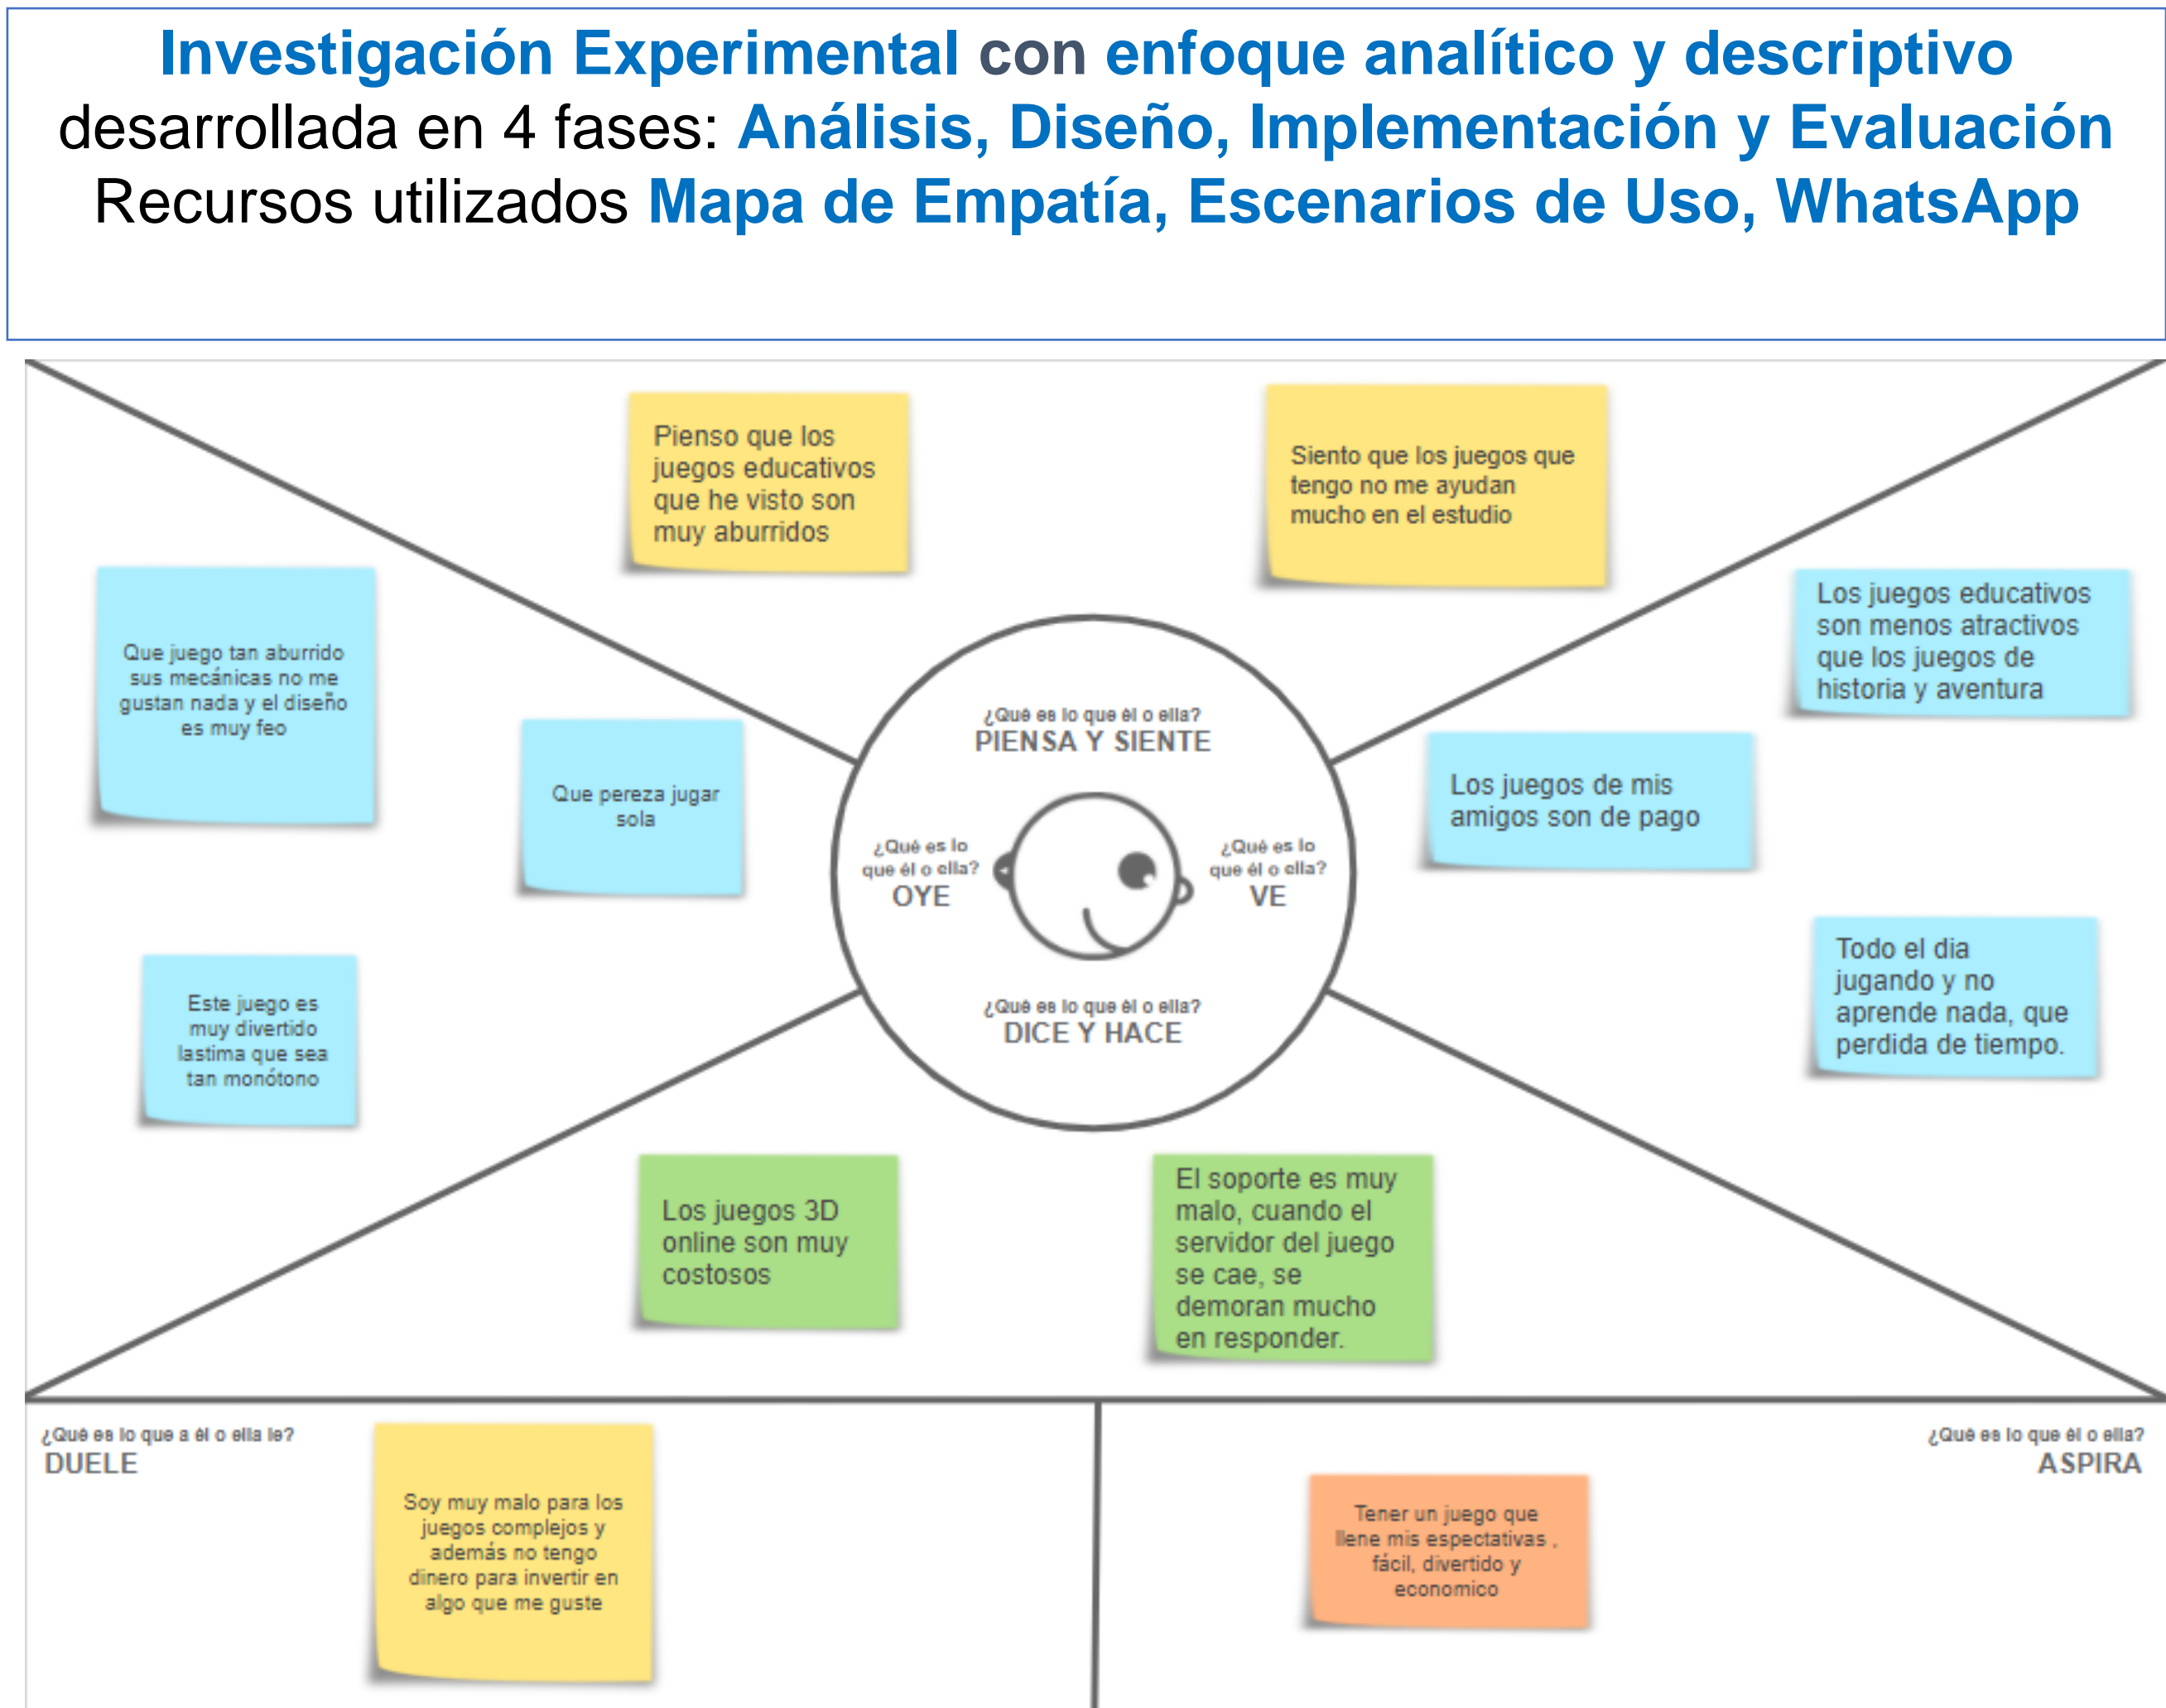 Investigación Experimental con enfoque analítico y descriptivo
desarrollada en 4 fases: Análisis, Diseño, Implementación y Evaluación
Recursos utilizados Mapa de Empatía, Escenarios de Uso, WhatsApp
Pienso que los
juegos educativos
que he visto son
muy aburridos
Siento que los juegos que
tengo no me ayudan
mucho en el estudio
Que juego tan aburrido
sus mecánicas no me
gustan nada y el diseño
es muy feo
Que pereza jugar
sola
Este juego es
muy divertido
lastima que sea
tan monótono
¿Qué es lo que él o ella?
PIENSA Y SIENTE
¿Qué es lo
que él o ella?
OYE
¿Qué es lo
que él o ella?
VE
¿Qué es lo que él o ella?
DICE Y HACE
Los juegos educativos
son menos atractivos
que los juegos de
historia y aventura
Los juegos de mis
amigos son de pago
Todo el dia
jugando y no
aprende nada, que
perdida de tiempo.
Los juegos 3D
online son muy
costosos
El soporte es muy
malo, cuando el
servidor del juego
se cae, se
demoran mucho
en responder.
¿Qué es lo que a él o ella le?
DUELE
Soy muy malo para los
juegos complejos y
además no tengo
dinero para invertir en
algo que me guste
¿Qué es lo que él o ella?
ASPIRA
Tener un juego que
llene mis espectativas ,
fácil, divertido y
economico